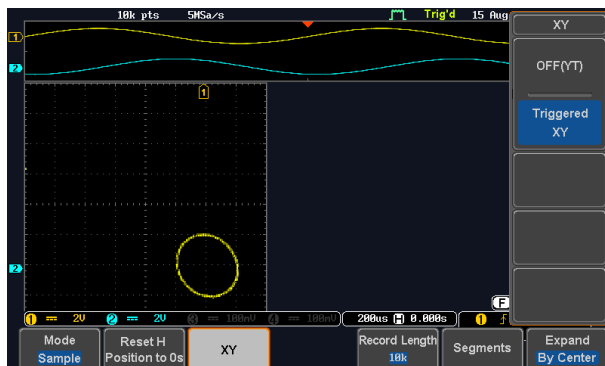 10k pts 5MSa/s Trig'd 15 Aug
XY
1
2
OFF(YT)
1
Triggered
XY
2
1 2V 2 2V 3 100mV 4 100mV 200us H 0.000s 1
F
Mode
Sample
Reset H
Position to 0s
XY
Record Length
10k
Segments
Expand
By Center